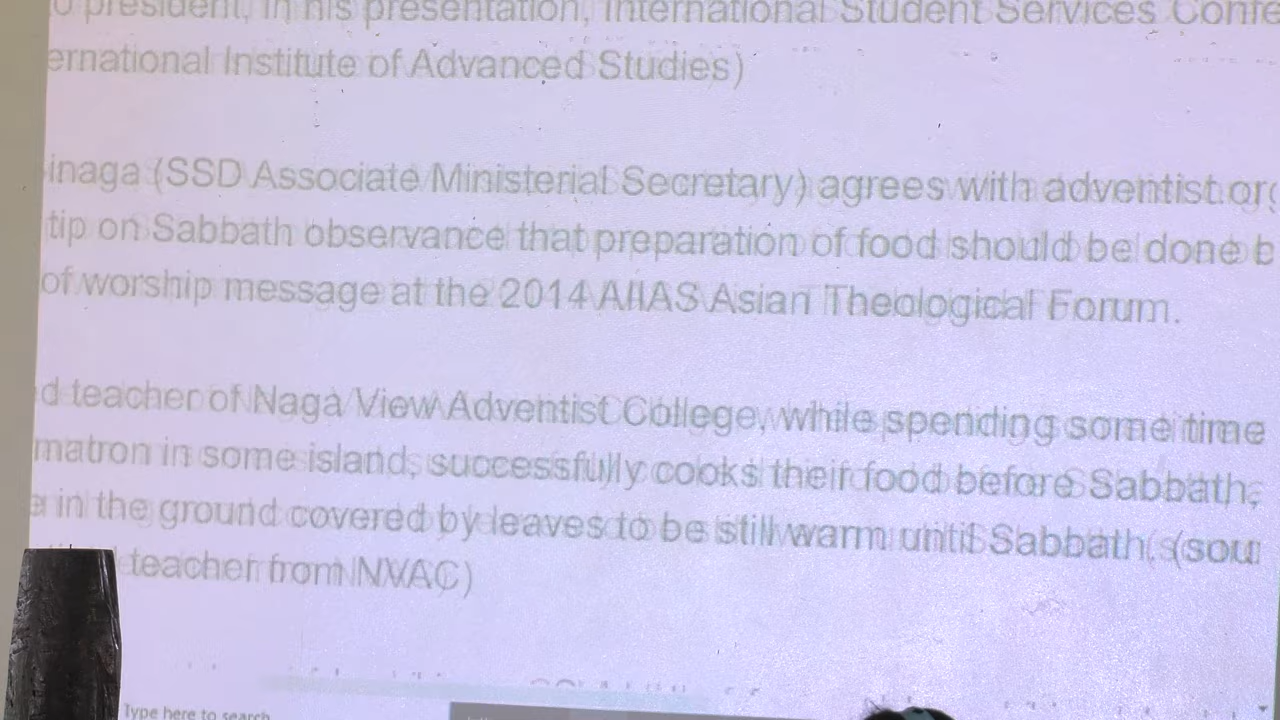 president, in his presentation, International Student Services Confe
ernational Institute of Advanced Studies)
inaga (SSD Associate Ministerial Secretary) agrees with adventist.org
tip on Sabbath observance that preparation of food should be done b
of worship message at the 2014 AIIAS Asian Theological Forum.
d teacher of Naga View Adventist College, while spending some time
matron in some island, successfully cooks their food before Sabbath,
in the ground covered by leaves to be still warm until Sabbath, (sour
teacher from NVAC)
Type here to search